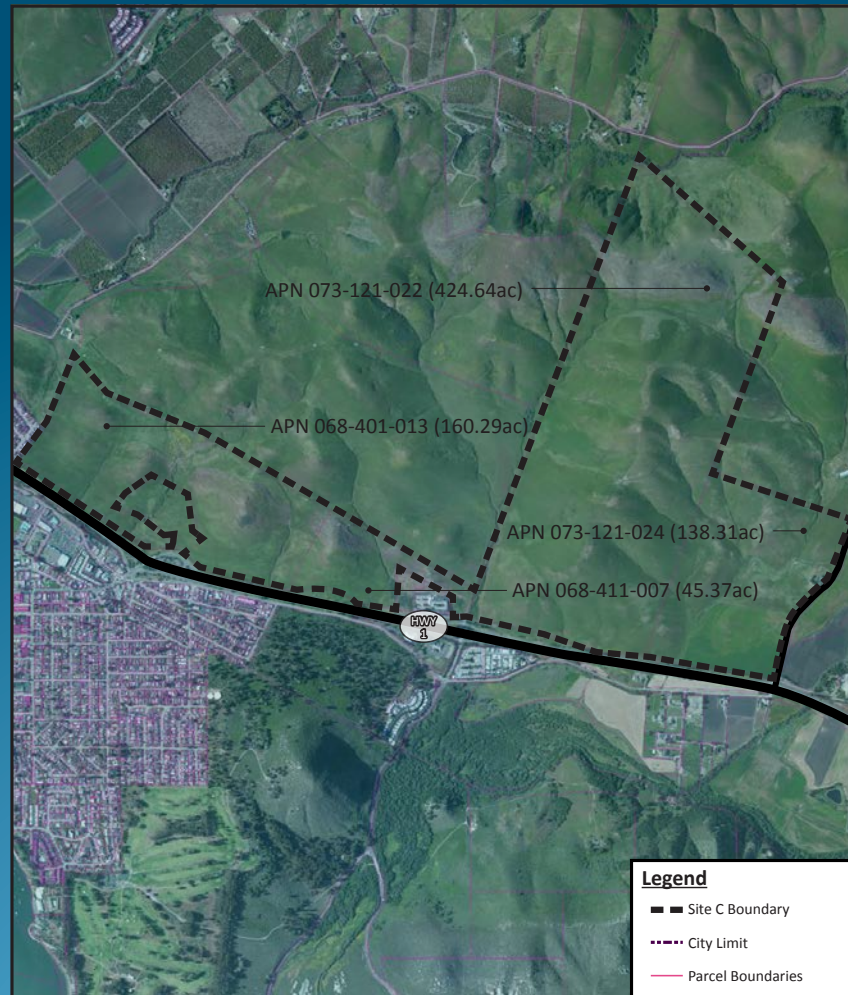 APN 073-121-022 (424.64ac)
APN 068-401-013 (160.29ac)
APN 073-121-024 (138.31ac)
APN 068-411-007 (45.37ac)
HWY
1
Legend
Site C Boundary
City Limit
Parcel Boundaries